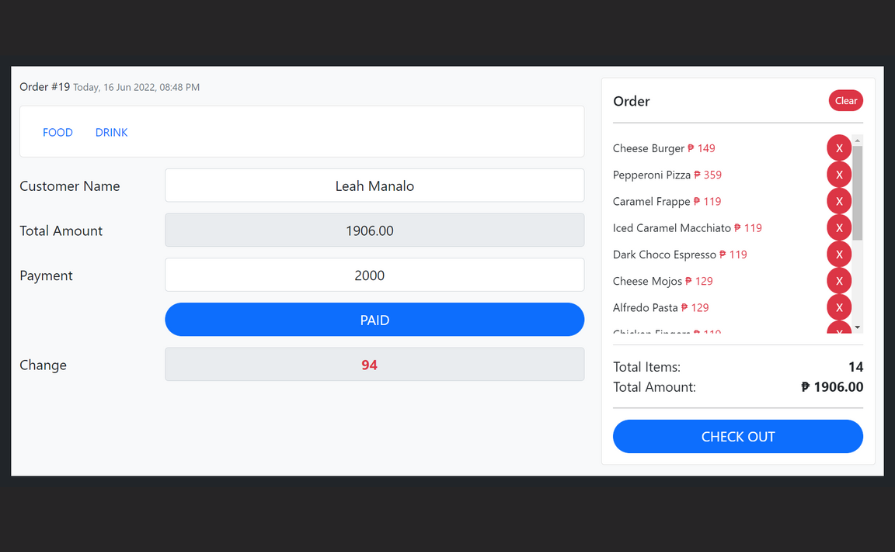 Order #19 Today, 16 Jun 2022, 08:48 PM
FOOD DRINK
Customer Name Leah Manalo
Total Amount 1906.00
Payment 2000
PAID
Change 94
Order Clear
Cheese Burger ₱ 149 X
Pepperoni Pizza ₱ 359 X
Caramel Frappe ₱ 119 X
Iced Caramel Macchiato ₱ 119 X
Dark Choco Espresso ₱ 119 X
Cheese Mojos ₱ 129 X
Alfredo Pasta ₱ 129 X
Chicken Fingers ₱ 119 X
Total Items: 14
Total Amount: ₱ 1906.00
CHECK OUT